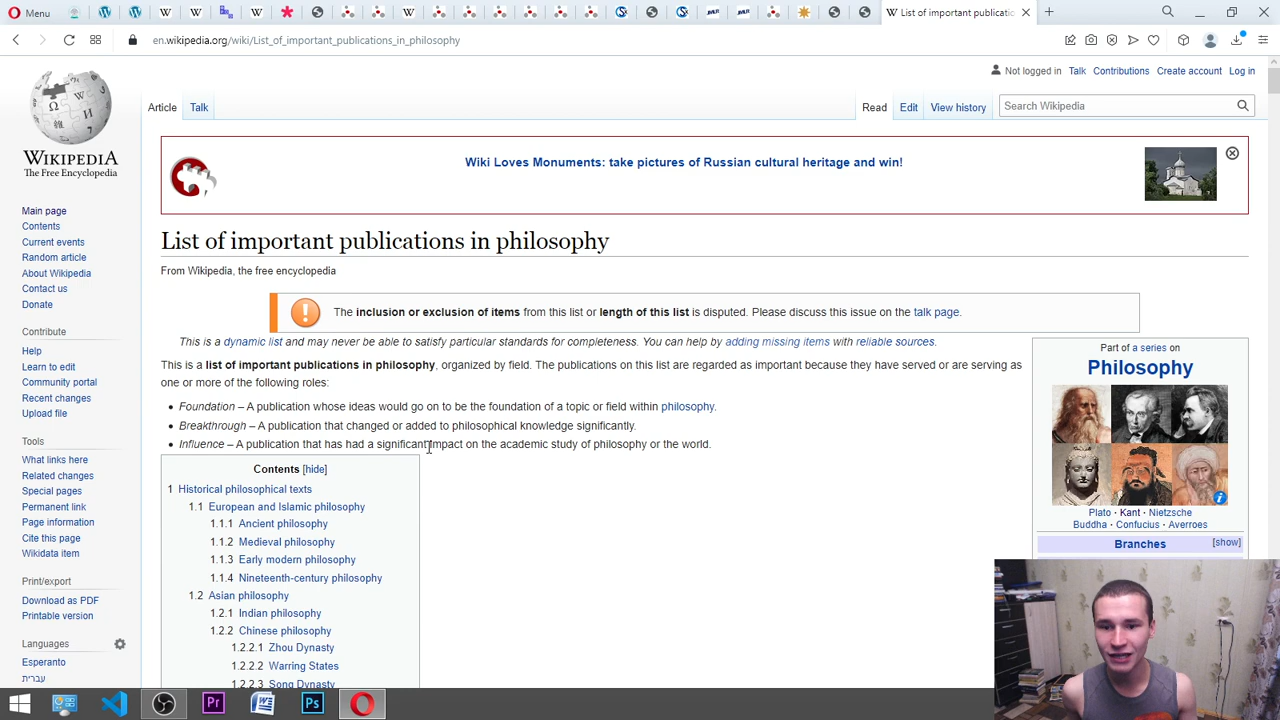 Menu
List of important publicatic
en.wikipedia.org/wiki/List_of_important_publications_in_philosophy
Not logged in Talk Contributions Create account Log in
Article Talk
Read Edit View history
Search Wikipedia
WIKIPEDIA
The Free Encyclopedia
Wiki Loves Monuments: take pictures of Russian cultural heritage and win!
Main page
Contents
Current events
Random article
About Wikipedia
Contact us
Donate
Contribute
Help
Learn to edit
Community portal
Recent changes
Upload file
Tools
What links here
Related changes
Special pages
Permanent link
Page information
Cite this page
Wikidata item
Print/export
Download as PDF
Printable version
Languages
Esperanto
עברית
List of important publications in philosophy
From Wikipedia, the free encyclopedia
The inclusion or exclusion of items from this list or length of this list is disputed. Please discuss this issue on the talk page.
This is a dynamic list and may never be able to satisfy particular standards for completeness. You can help by adding missing items with reliable sources.
This is a list of important publications in philosophy, organized by field. The publications on this list are regarded as important because they have served or are serving as
one or more of the following roles:
• Foundation – A publication whose ideas would go on to be the foundation of a topic or field within philosophy.
• Breakthrough – A publication that changed or added to philosophical knowledge significantly.
• Influence – A publication that has had a significant impact on the academic study of philosophy or the world.
Contents [hide]
1 Historical philosophical texts
1.1 European and Islamic philosophy
1.1.1 Ancient philosophy
1.1.2 Medieval philosophy
1.1.3 Early modern philosophy
1.1.4 Nineteenth-century philosophy
1.2 Asian philosophy
1.2.1 Indian philosophy
1.2.2 Chinese philosophy
1.2.2.1 Zhou Dynasty
1.2.2.2 Warring States
1.2.2.3 Song Dynasty
Part of a series on
Philosophy
Plato · Kant · Nietzsche
Buddha · Confucius · Averroes
Branches [show]
Pr
Ps